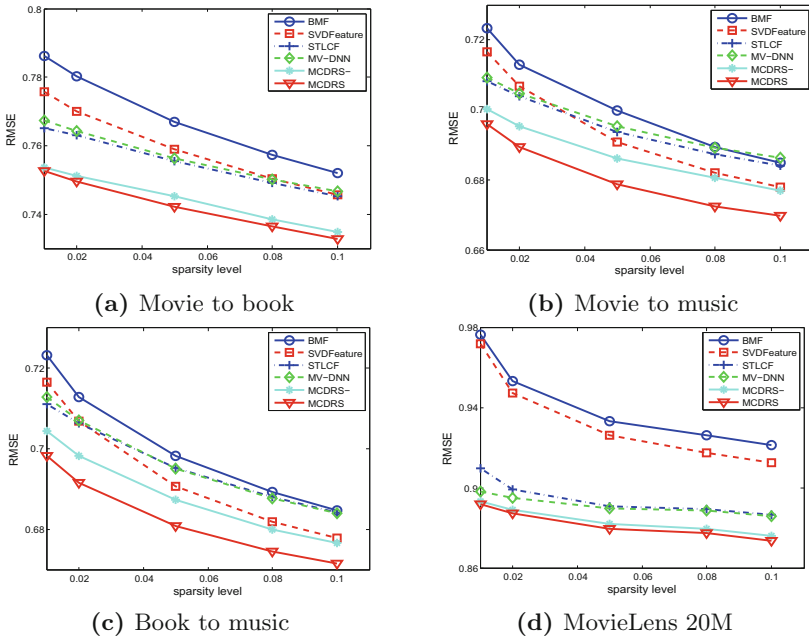 0.8
0.78
0.76
0.74
RMSE
0.02 0.04 0.06 0.08 0.1
sparsity level
BMF
SVDFeature
STLCF
MV-DNN
MCDRS-
MCDRS
(a) Movie to book
0.72
0.7
0.68
0.66
RMSE
0.02 0.04 0.06 0.08 0.1
sparsity level
BMF
SVDFeature
STLCF
MV-DNN
MCDRS-
MCDRS
(b) Movie to music
0.72
0.7
0.68
RMSE
0.02 0.04 0.06 0.08 0.1
sparsity level
BMF
SVDFeature
STLCF
MV-DNN
MCDRS-
MCDRS
(c) Book to music
0.98
0.94
0.9
0.86
RMSE
0.02 0.04 0.06 0.08 0.1
sparsity level
BMF
SVDFeature
STLCF
MV-DNN
MCDRS-
MCDRS
(d) MovieLens 20M